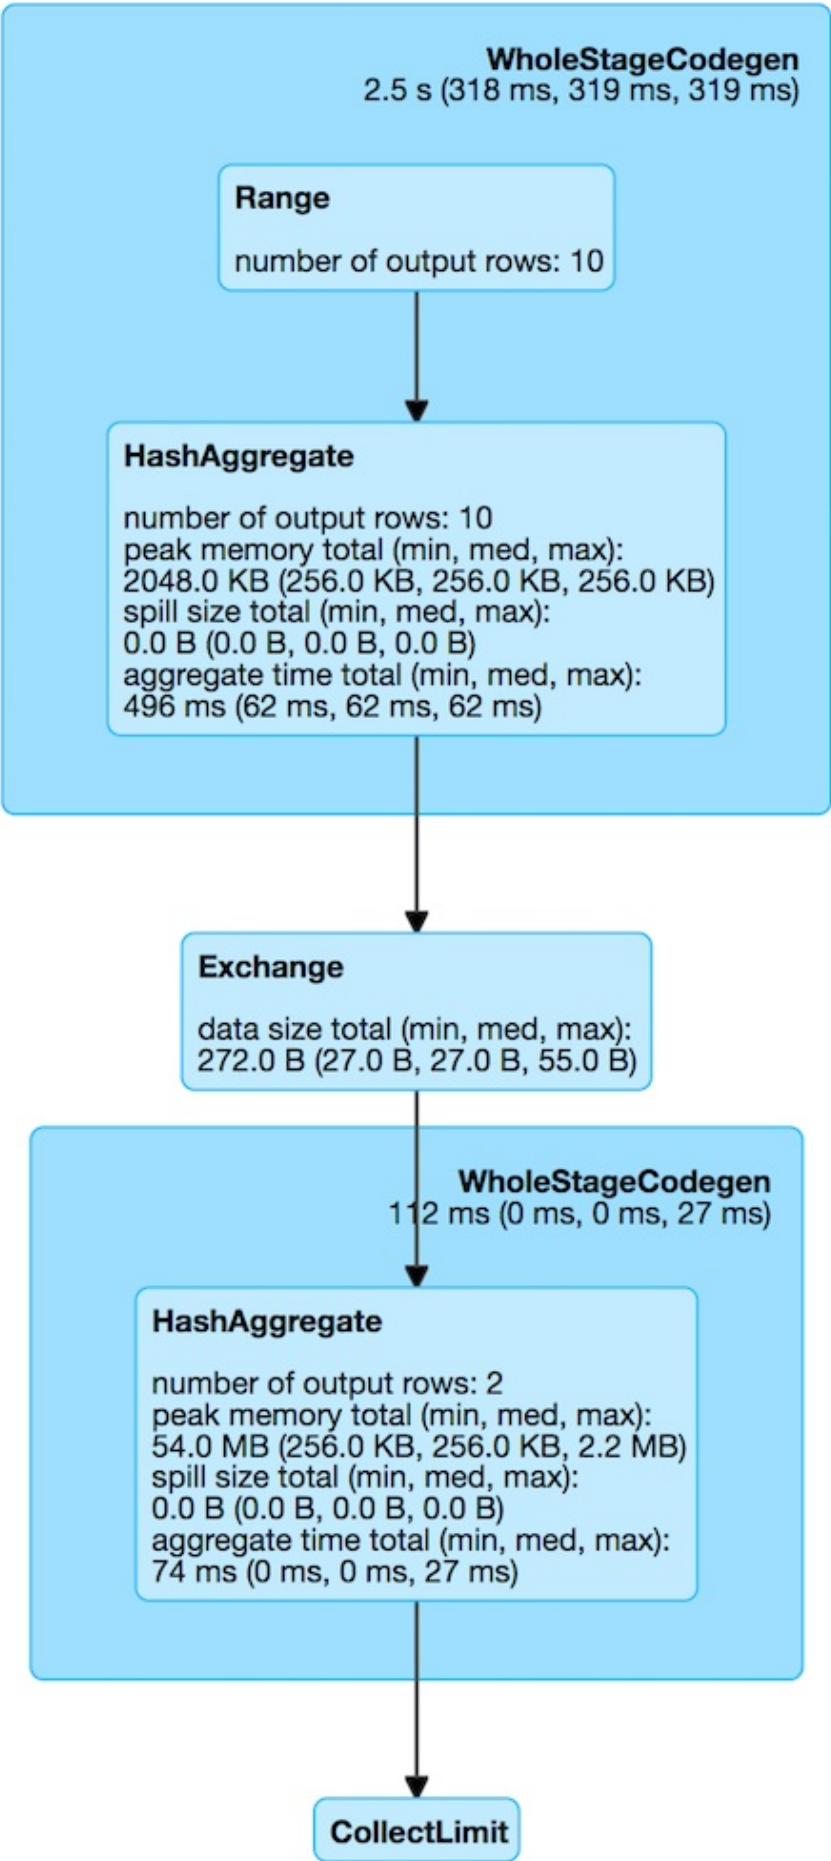 WholeStageCodegen
2.5 s (318 ms, 319 ms, 319 ms)
Range
number of output rows: 10
HashAggregate
number of output rows: 10
peak memory total (min, med, max):
2048.0 KB (256.0 KB, 256.0 KB, 256.0 KB)
spill size total (min, med, max):
0.0 B (0.0 B, 0.0 B, 0.0 B)
aggregate time total (min, med, max):
496 ms (62 ms, 62 ms, 62 ms)
Exchange
data size total (min, med, max):
272.0 B (27.0 B, 27.0 B, 55.0 B)
WholeStageCodegen
112 ms (0 ms, 0 ms, 27 ms)
HashAggregate
number of output rows: 2
peak memory total (min, med, max):
54.0 MB (256.0 KB, 256.0 KB, 2.2 MB)
spill size total (min, med, max):
0.0 B (0.0 B, 0.0 B, 0.0 B)
aggregate time total (min, med, max):
74 ms (0 ms, 0 ms, 27 ms)
CollectLimit